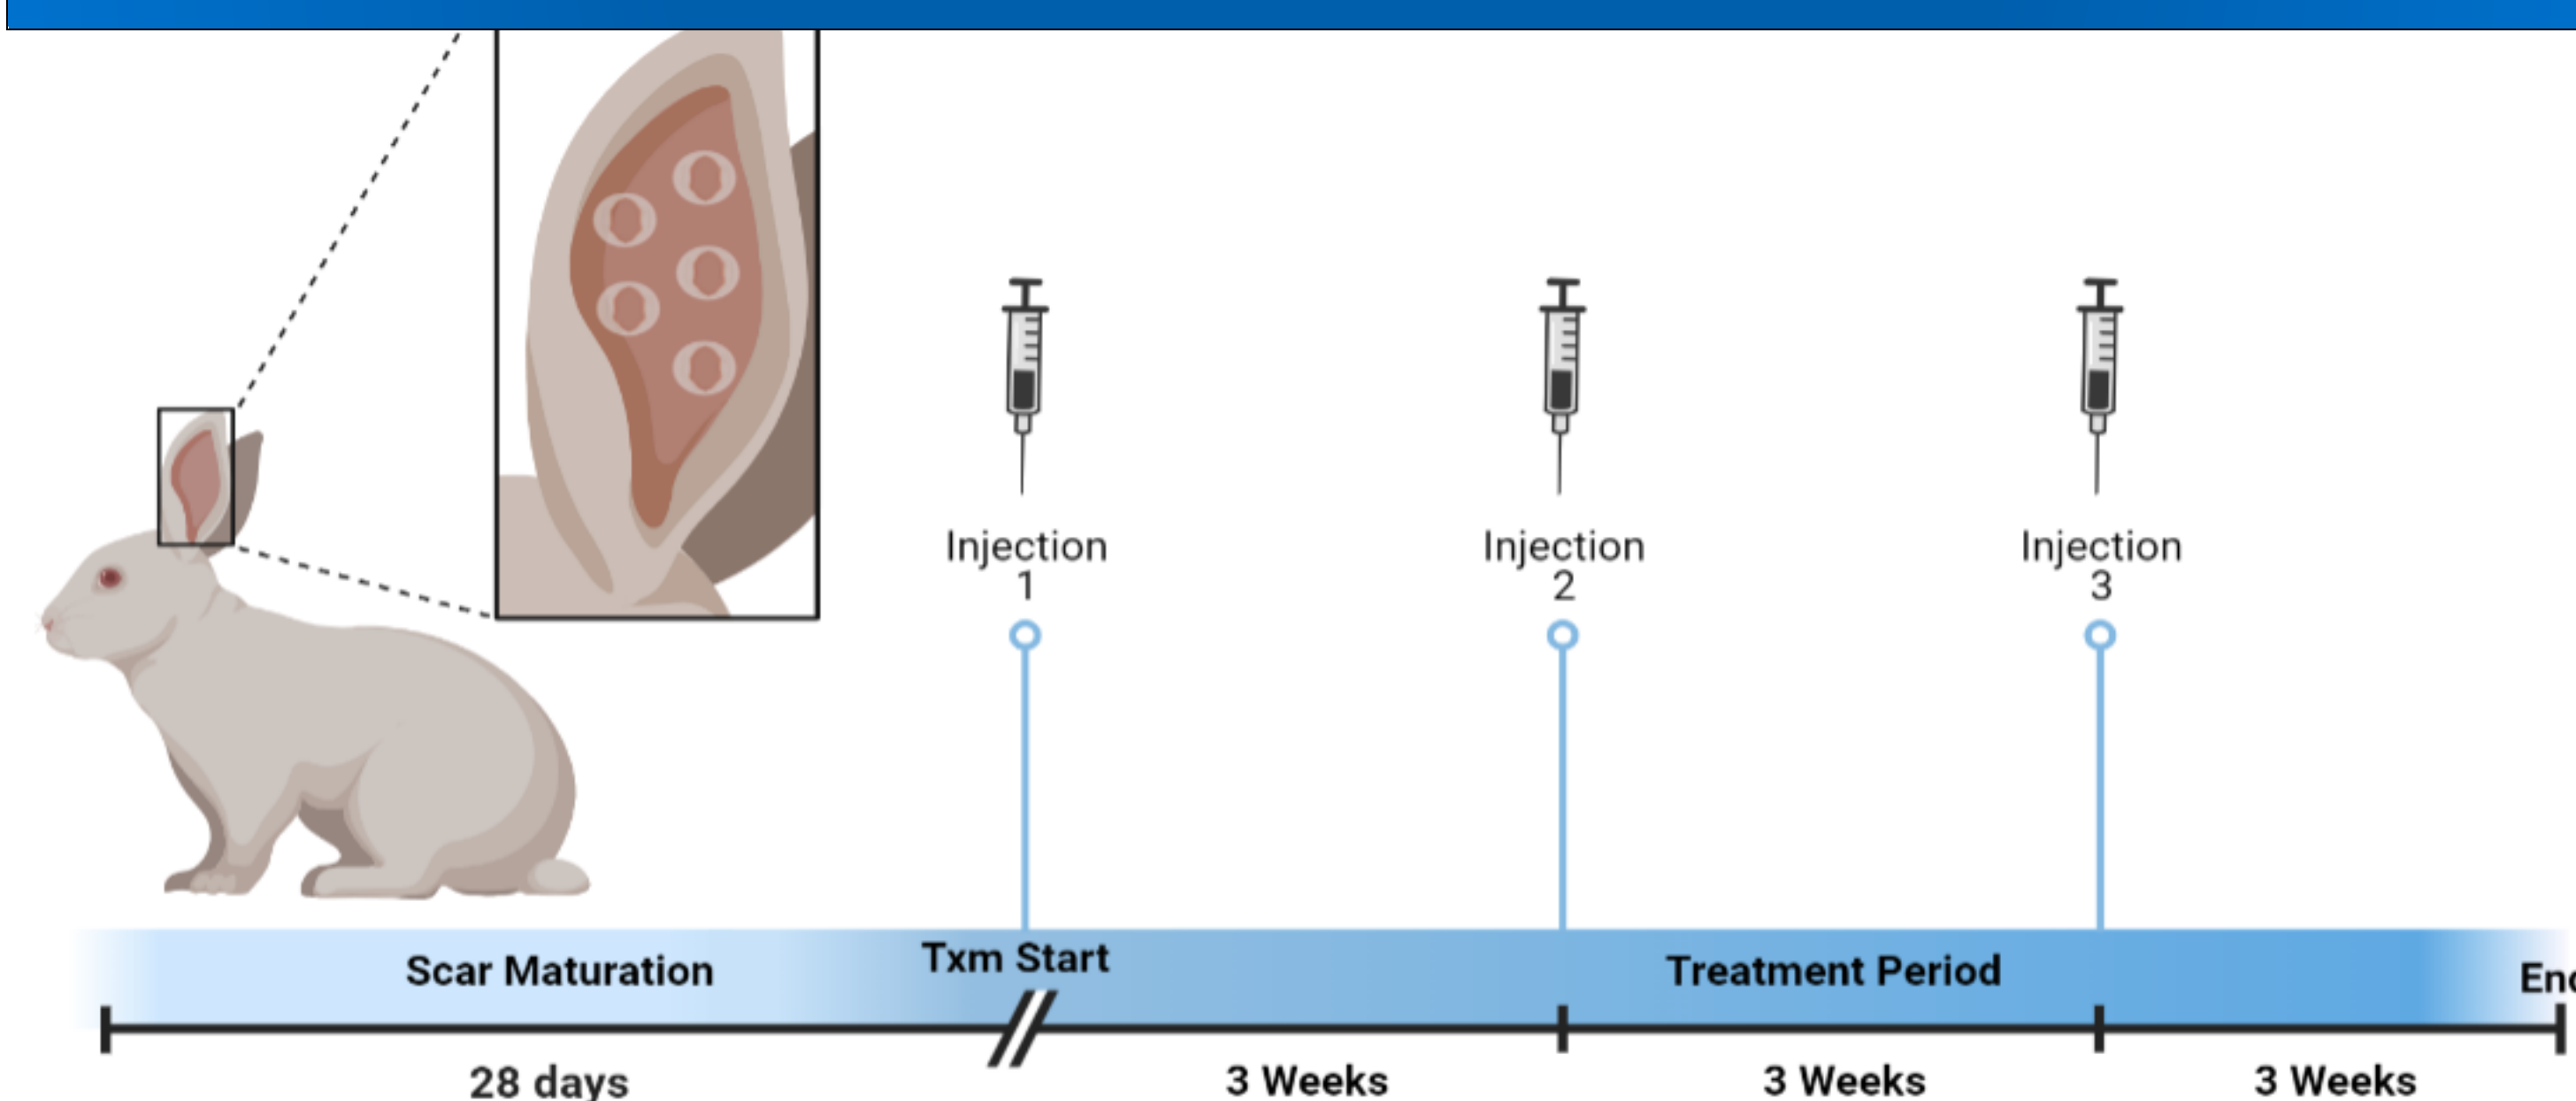 Injection
1
Injection
2
Injection
3
Scar Maturation
Txm Start
Treatment Period
28 days
3 Weeks
3 Weeks
3 Weeks